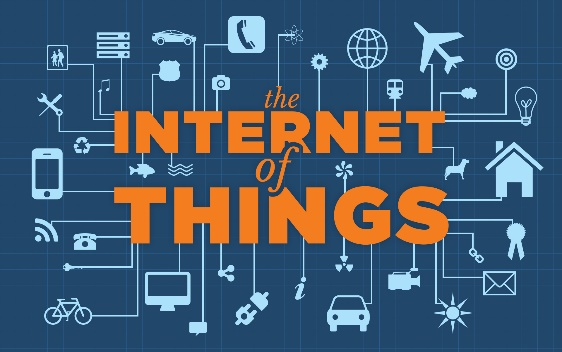 the
INTERNET
of
THINGS